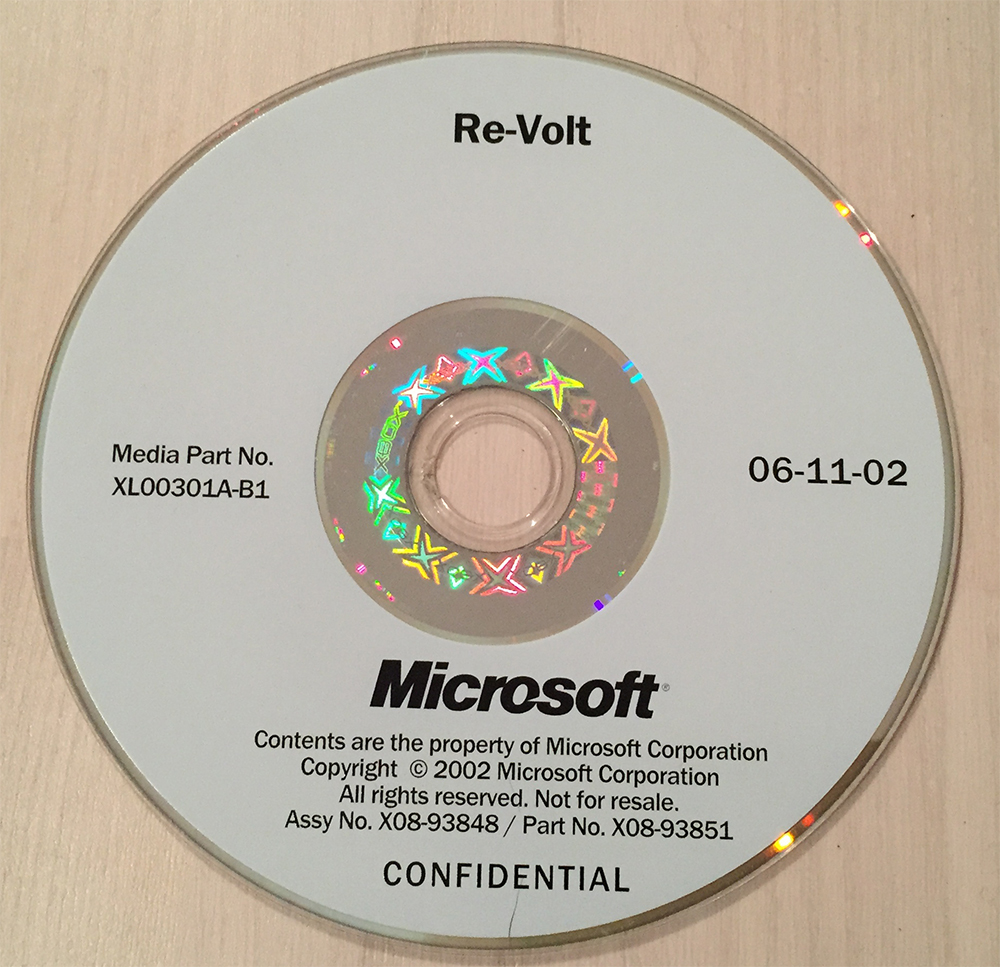 Re-Volt
XBOX
Media Part No.
XL00301A-B1
06-11-02
Microsoft®
Contents are the property of Microsoft Corporation
Copyright © 2002 Microsoft Corporation
All rights reserved. Not for resale.
Assy No. X08-93848 / Part No. X08-93851
CONFIDENTIAL